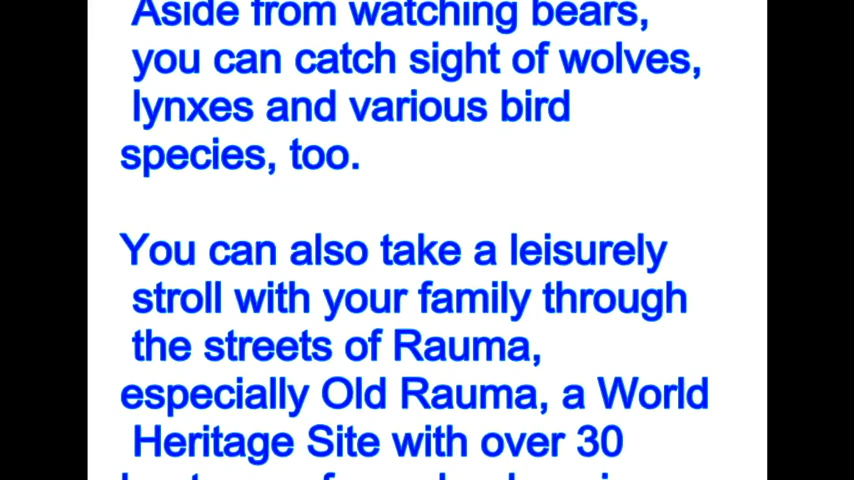 Aside from watching bears,
you can catch sight of wolves,
lynxes and various bird
species, too.
You can also take a leisurely
stroll with your family through
the streets of Rauma,
especially Old Rauma, a World
Heritage Site with over 30